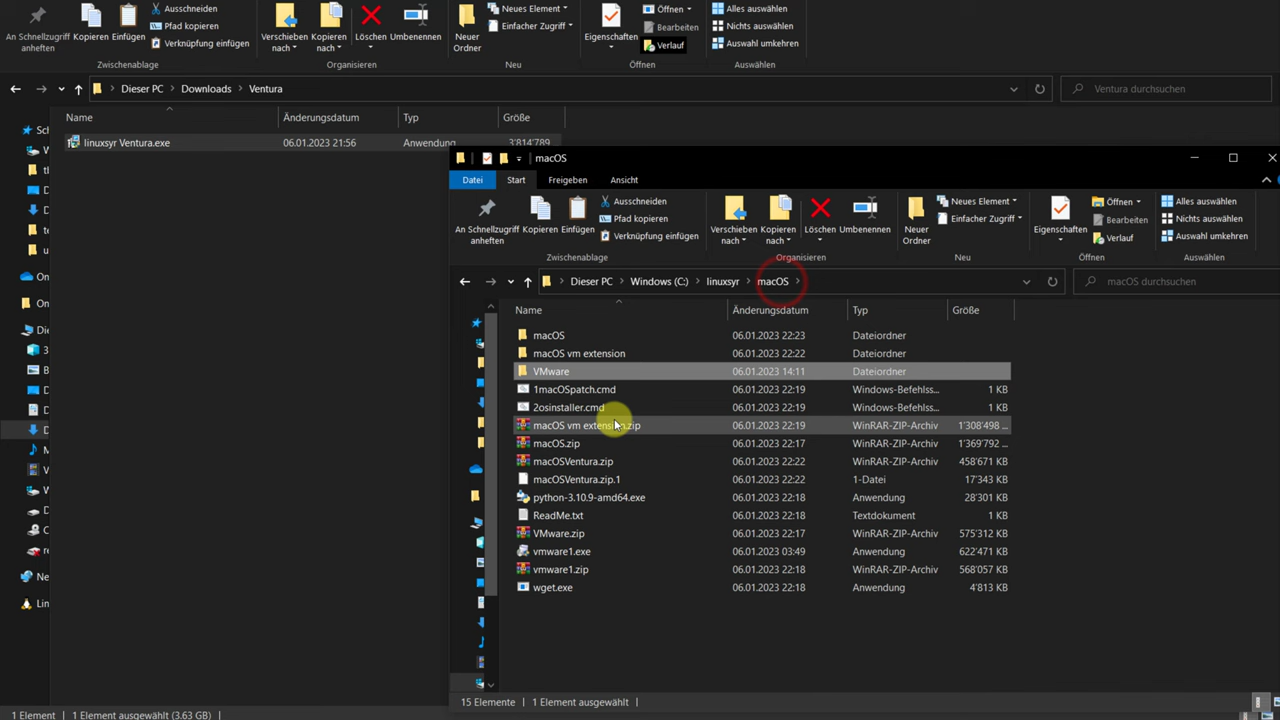 Ausschneiden
Pfad kopieren
Verknüpfung einfügen
An Schnellzugriff
anheften
Kopieren
Einfügen
Zwischenablage
Verschieben
nach
Kopieren
nach
Löschen
Umbenennen
Organisieren
Neuer
Ordner
Neues Element
Einfacher Zugriff
Neu
Eigenschaften
Öffnen
Bearbeiten
Verlauf
Öffnen
Alles auswählen
Nichts auswählen
Auswahl umkehren
Auswählen
Dieser PC > Downloads > Ventura
Ventura durchsuchen
Name Änderungsdatum Typ Größe
linuxsyr Ventura.exe 06.01.2023 21:56 Anwendung 3'814'789
macOS
Datei Start Freigeben Ansicht
An Schnellzugriff
anheften
Kopieren
Einfügen
Ausschneiden
Pfad kopieren
Verknüpfung einfügen
Zwischenablage
Verschieben
nach
Kopieren
nach
Löschen
Umbenennen
Organisieren
Neuer
Ordner
Neues Element
Einfacher Zugriff
Neu
Eigenschaften
Öffnen
Bearbeiten
Verlauf
Öffnen
Alles auswählen
Nichts auswählen
Auswahl umkehren
Auswählen
Dieser PC > Windows (C:) > linuxsyr > macOS >
macOS durchsuchen
Name Änderungsdatum Typ Größe
macOS 06.01.2023 22:23 Dateiordner
macOS vm extension 06.01.2023 22:22 Dateiordner
VMware 06.01.2023 14:11 Dateiordner
1macOSpatch.cmd 06.01.2023 22:19 Windows-Befehlss... 1 KB
2osinstaller.cmd 06.01.2023 22:19 Windows-Befehlss... 1 KB
macOS vm extension.zip 06.01.2023 22:19 WinRAR-ZIP-Archiv 1'308'498 ...
macOS.zip 06.01.2023 22:17 WinRAR-ZIP-Archiv 1'369'792 ...
macOSVentura.zip 06.01.2023 22:22 WinRAR-ZIP-Archiv 458'671 KB
macOSVentura.zip.1 06.01.2023 22:22 1-Datei 17'343 KB
python-3.10.9-amd64.exe 06.01.2023 22:18 Anwendung 28'301 KB
ReadMe.txt 06.01.2023 22:18 Textdokument 1 KB
VMware.zip 06.01.2023 22:17 WinRAR-ZIP-Archiv 575'312 KB
vmware1.exe 06.01.2023 03:49 Anwendung 622'471 KB
vmware1.zip 06.01.2023 22:18 WinRAR-ZIP-Archiv 568'057 KB
wget.exe 06.01.2023 22:18 Anwendung 4'813 KB
15 Elemente 1 Element ausgewählt
1 Element 1 Element ausgewählt (3.63 GB)